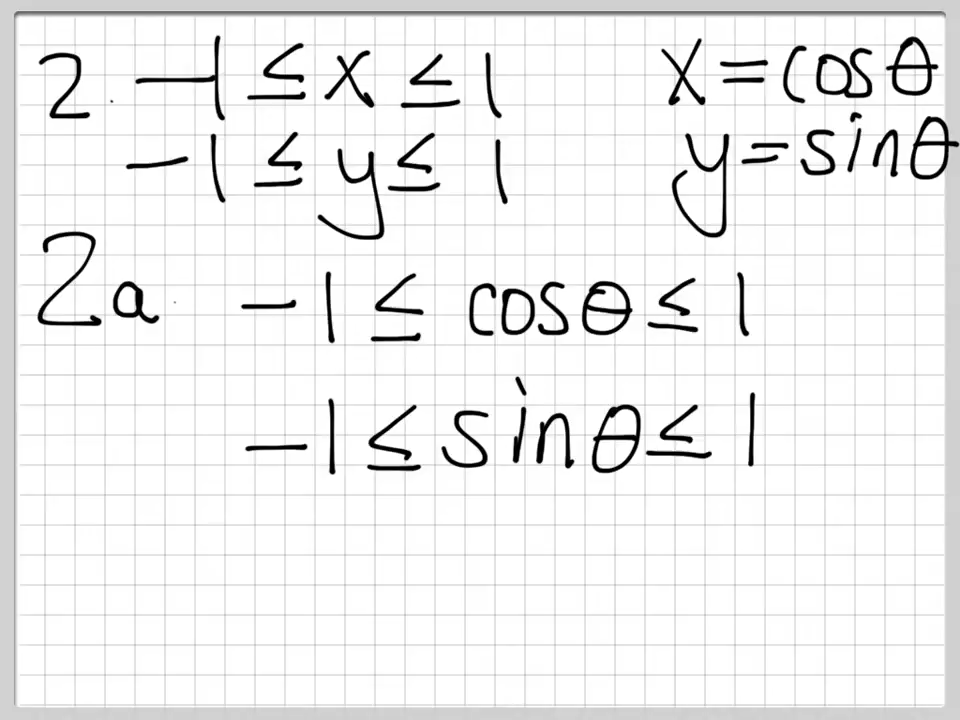 2 -1 ≤ x ≤ 1 x = cosθ
-1 ≤ y ≤ 1 y = sinθ
2a -1 ≤ cosθ ≤ 1
-1 ≤ sinθ ≤ 1